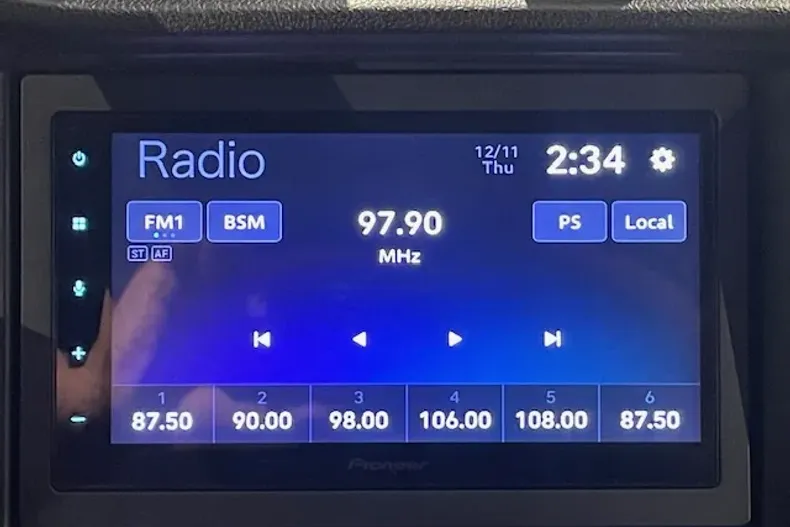 Radio
12/11
Thu
2:34
FM1 BSM 97.90 PS Local
ST AF MHz
1 2 3 4 5 6
87.50 90.00 98.00 106.00 108.00 87.50
Pioneer